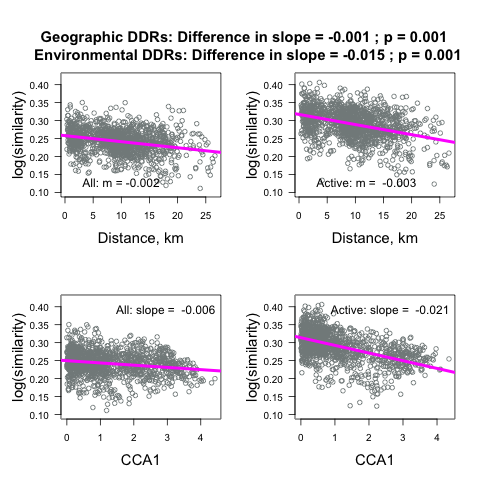 Geographic DDRs: Difference in slope = -0.001 ; p = 0.001
Environmental DDRs: Difference in slope = -0.015 ; p = 0.001
log(similarity)
0.40
0.35
0.30
0.25
0.20
0.15
0.10
All: m = -0.002
0 5 10 15 20 25
Distance, km
log(similarity)
0.40
0.35
0.30
0.25
0.20
0.15
0.10
Active: m = -0.003
0 5 10 15 20 25
Distance, km
log(similarity)
0.40
0.35
0.30
0.25
0.20
0.15
0.10
All: slope = -0.006
0 1 2 3 4
CCA1
log(similarity)
0.40
0.35
0.30
0.25
0.20
0.15
0.10
Active: slope = -0.021
0 1 2 3 4
CCA1